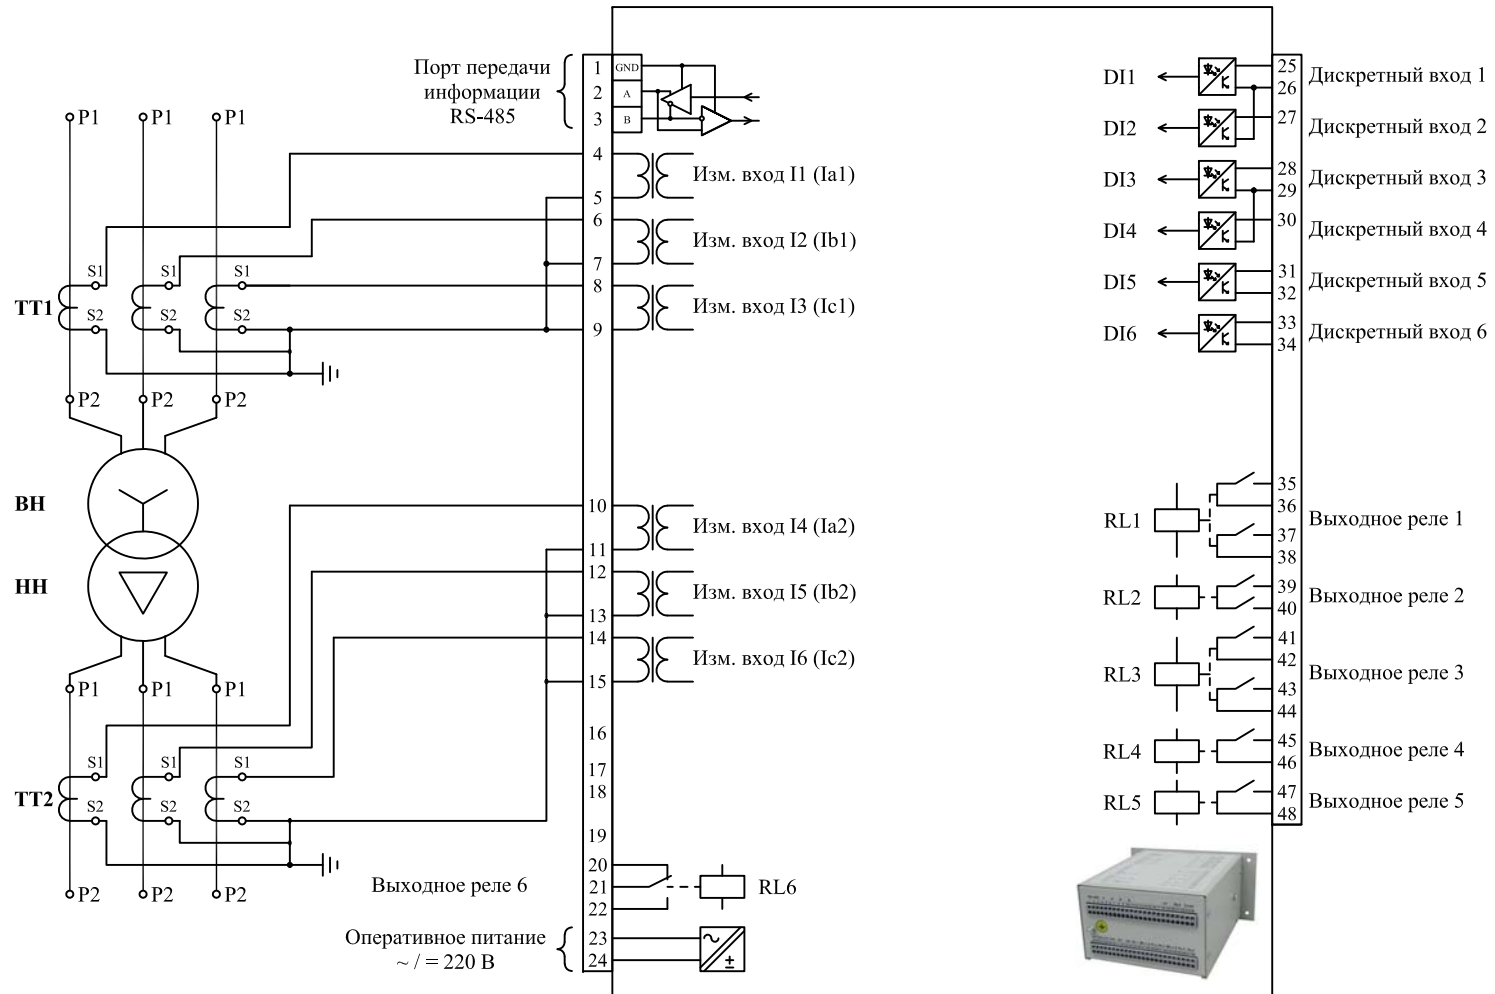 Порт передачи
информации
RS-485
1 GND
2 A
3 B
4
5
Изм. вход I1 (Ia1)
6
7
Изм. вход I2 (Ib1)
8
9
Изм. вход I3 (Ic1)
P1 P1 P1
S1 S1 S1
ТТ1
S2 S2 S2
P2 P2 P2
ВН
НН
10
11
Изм. вход I4 (Ia2)
12
13
Изм. вход I5 (Ib2)
14
15
Изм. вход I6 (Ic2)
P1 P1 P1
S1 S1 S1
ТТ2
S2 S2 S2
P2 P2 P2
16
17
18
19
20
21
22
Выходное реле 6
RL6
Оперативное питание
~ / = 220 В
23
24
~
±
DI1
25
26
Дискретный вход 1
DI2
27
Дискретный вход 2
DI3
28
29
Дискретный вход 3
DI4
30
Дискретный вход 4
DI5
31
32
Дискретный вход 5
DI6
33
34
Дискретный вход 6
RL1
35
36
37
38
Выходное реле 1
RL2
39
40
Выходное реле 2
RL3
41
42
43
44
Выходное реле 3
RL4
45
46
Выходное реле 4
RL5
47
48
Выходное реле 5